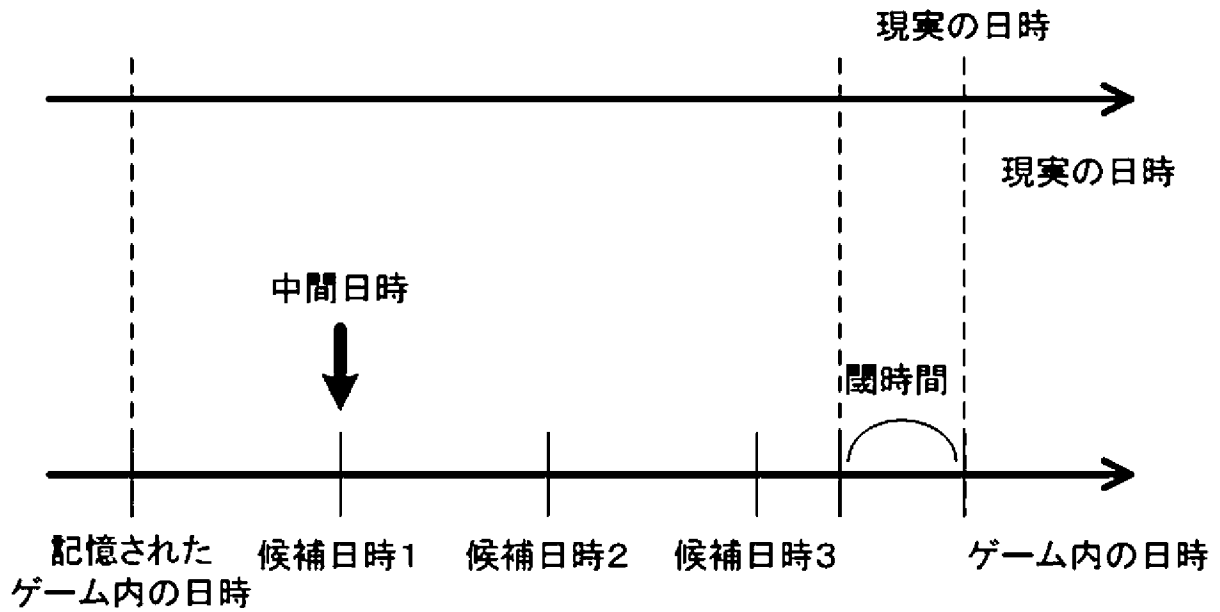 現実の日時
現実の日時
中間日時
閾時間
記憶された
ゲーム内の日時
候補日時1
候補日時2
候補日時3
ゲーム内の日時